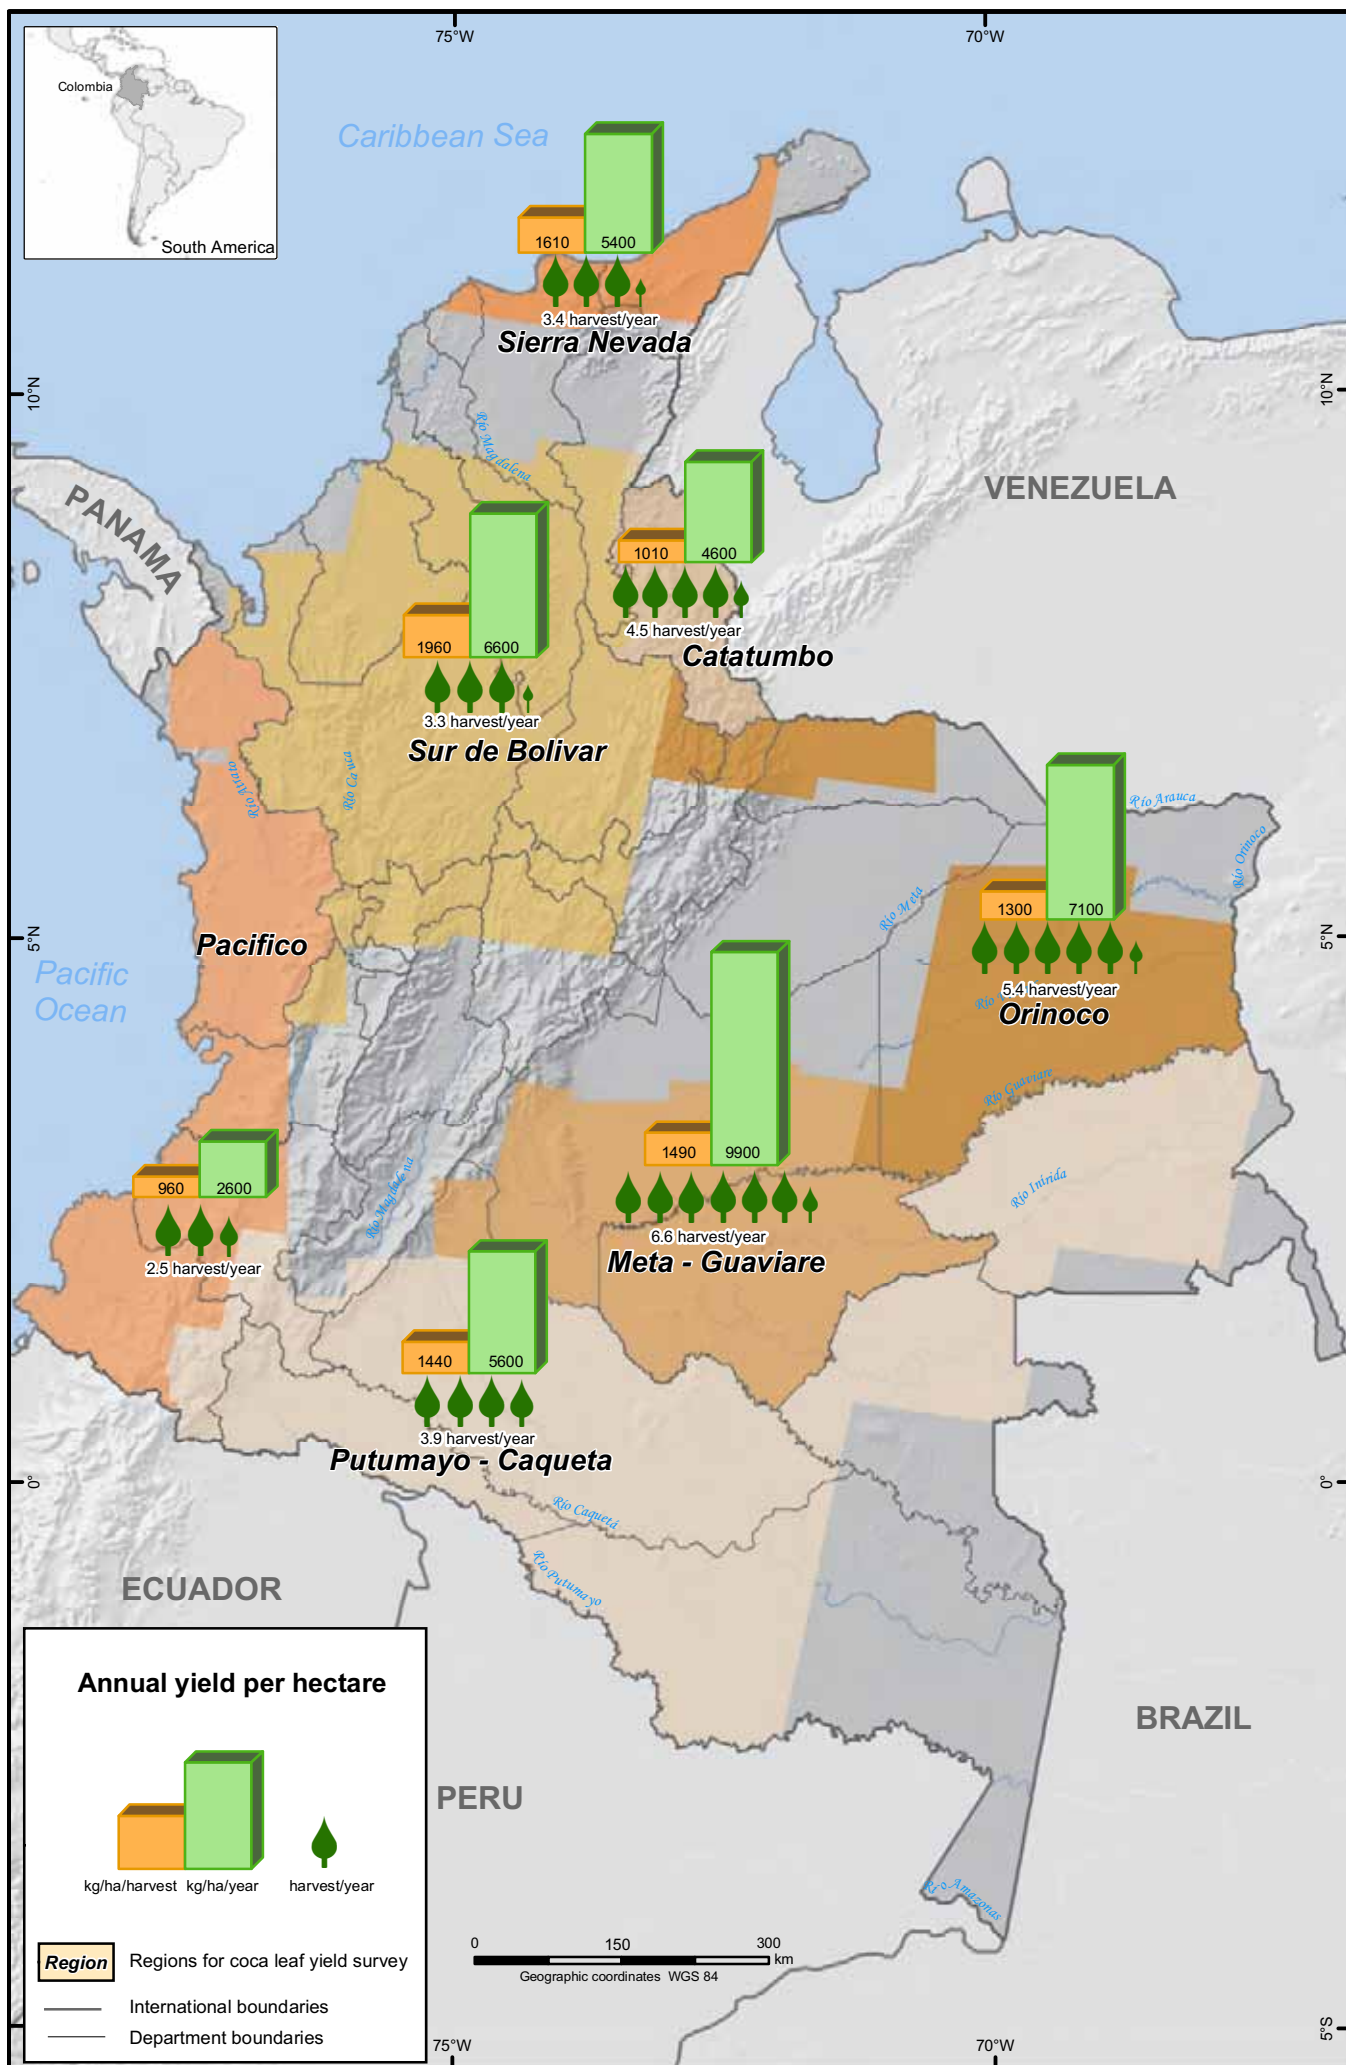 75°W
70°W
Colombia
South America
Caribbean Sea
1610
5400
3.4 harvest/year
Sierra Nevada
10°N
10°N
Río Magdalena
PANAMA
VENEZUELA
1010
4600
4.5 harvest/year
Catatumbo
1960
6600
3.3 harvest/year
Sur de Bolivar
Río Atrato
Río Cauca
Río Arauca
Río Orinoco
Río Meta
1300
7100
5.4 harvest/year
Orinoco
Pacifico
5°N
5°N
Pacific
Ocean
Río Guaviare
1490
9900
6.6 harvest/year
Meta - Guaviare
Río Inírida
Río Magdalena
960
2600
2.5 harvest/year
1440
5600
3.9 harvest/year
Putumayo - Caqueta
0°
0°
Río Caquetá
Río Putumayo
ECUADOR
BRAZIL
PERU
Río Amazonas
Annual yield per hectare
kg/ha/harvest kg/ha/year harvest/year
Region Regions for coca leaf yield survey
International boundaries
Department boundaries
0 150 300
km
Geographic coordinates WGS 84
5°S
75°W
70°W